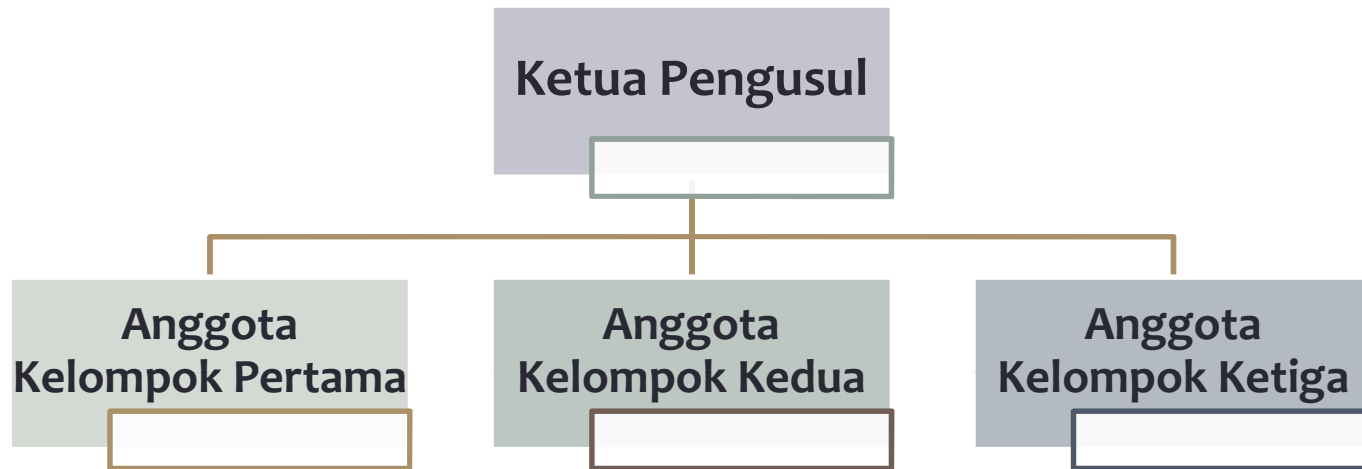 Ketua Pengusul
Anggota
Kelompok Pertama
Anggota
Kelompok Kedua
Anggota
Kelompok Ketiga